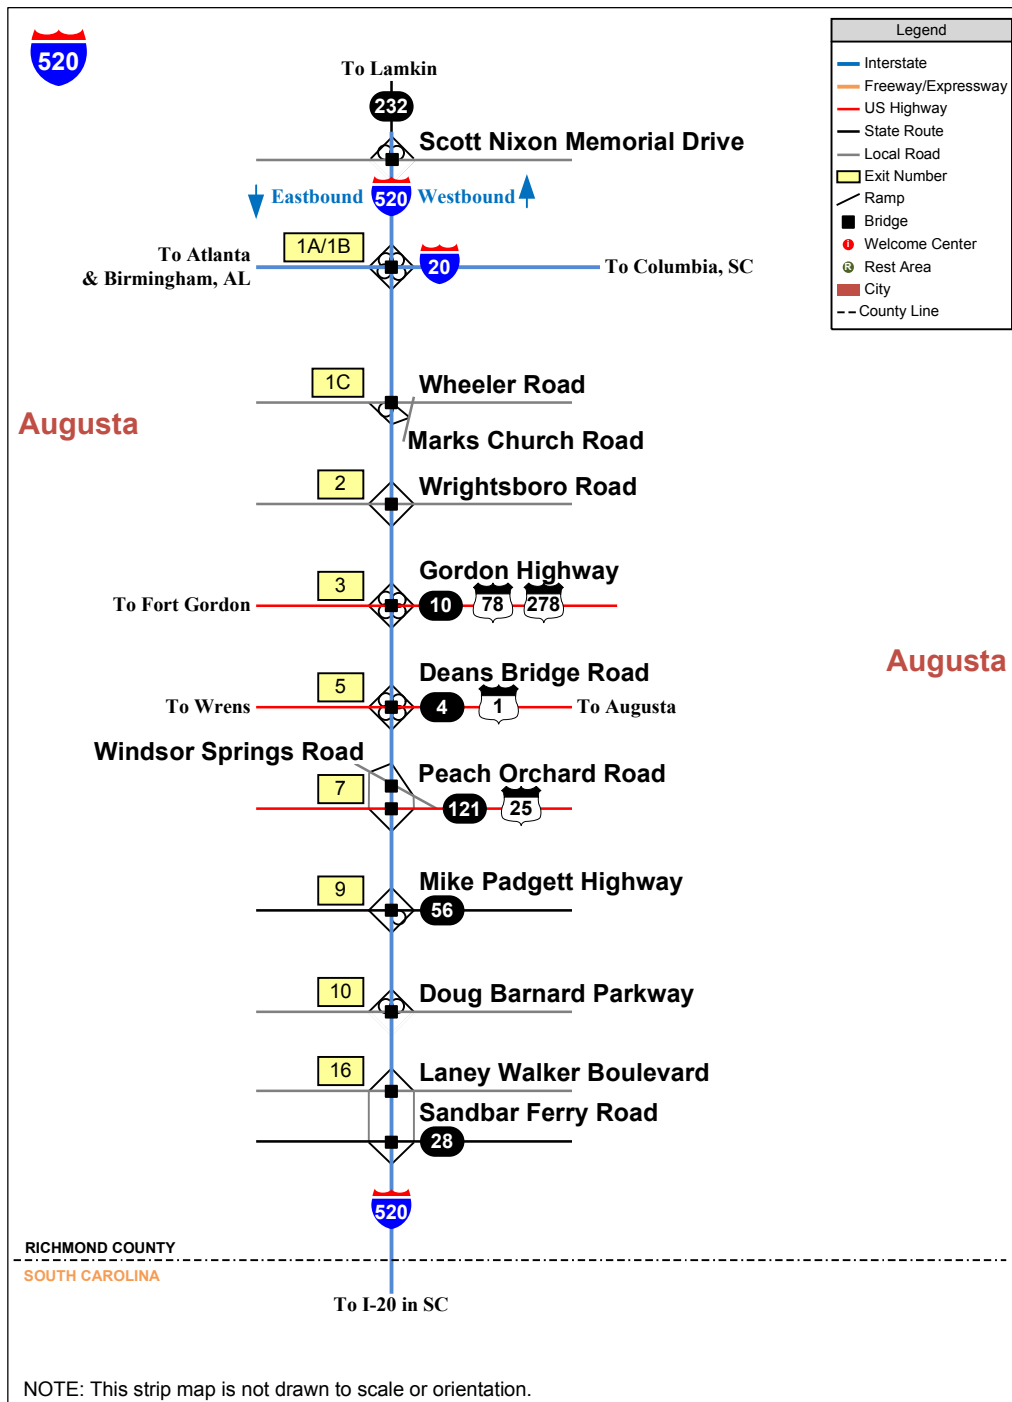 520
Legend
Interstate
Freeway/Expressway
US Highway
State Route
Local Road
Exit Number
Ramp
Bridge
i Welcome Center
R Rest Area
City
County Line
To Lamkin
232
Scott Nixon Memorial Drive
Eastbound 520 Westbound
1A/1B
To Atlanta
& Birmingham, AL
20
To Columbia, SC
1C
Wheeler Road
Augusta
Marks Church Road
2
Wrightsboro Road
3
Gordon Highway
To Fort Gordon
10 78 278
Augusta
5
Deans Bridge Road
To Wrens
4 1
To Augusta
Windsor Springs Road
7
Peach Orchard Road
121 25
9
Mike Padgett Highway
56
10
Doug Barnard Parkway
16
Laney Walker Boulevard
Sandbar Ferry Road
28
520
RICHMOND COUNTY
SOUTH CAROLINA
To I-20 in SC
NOTE: This strip map is not drawn to scale or orientation.